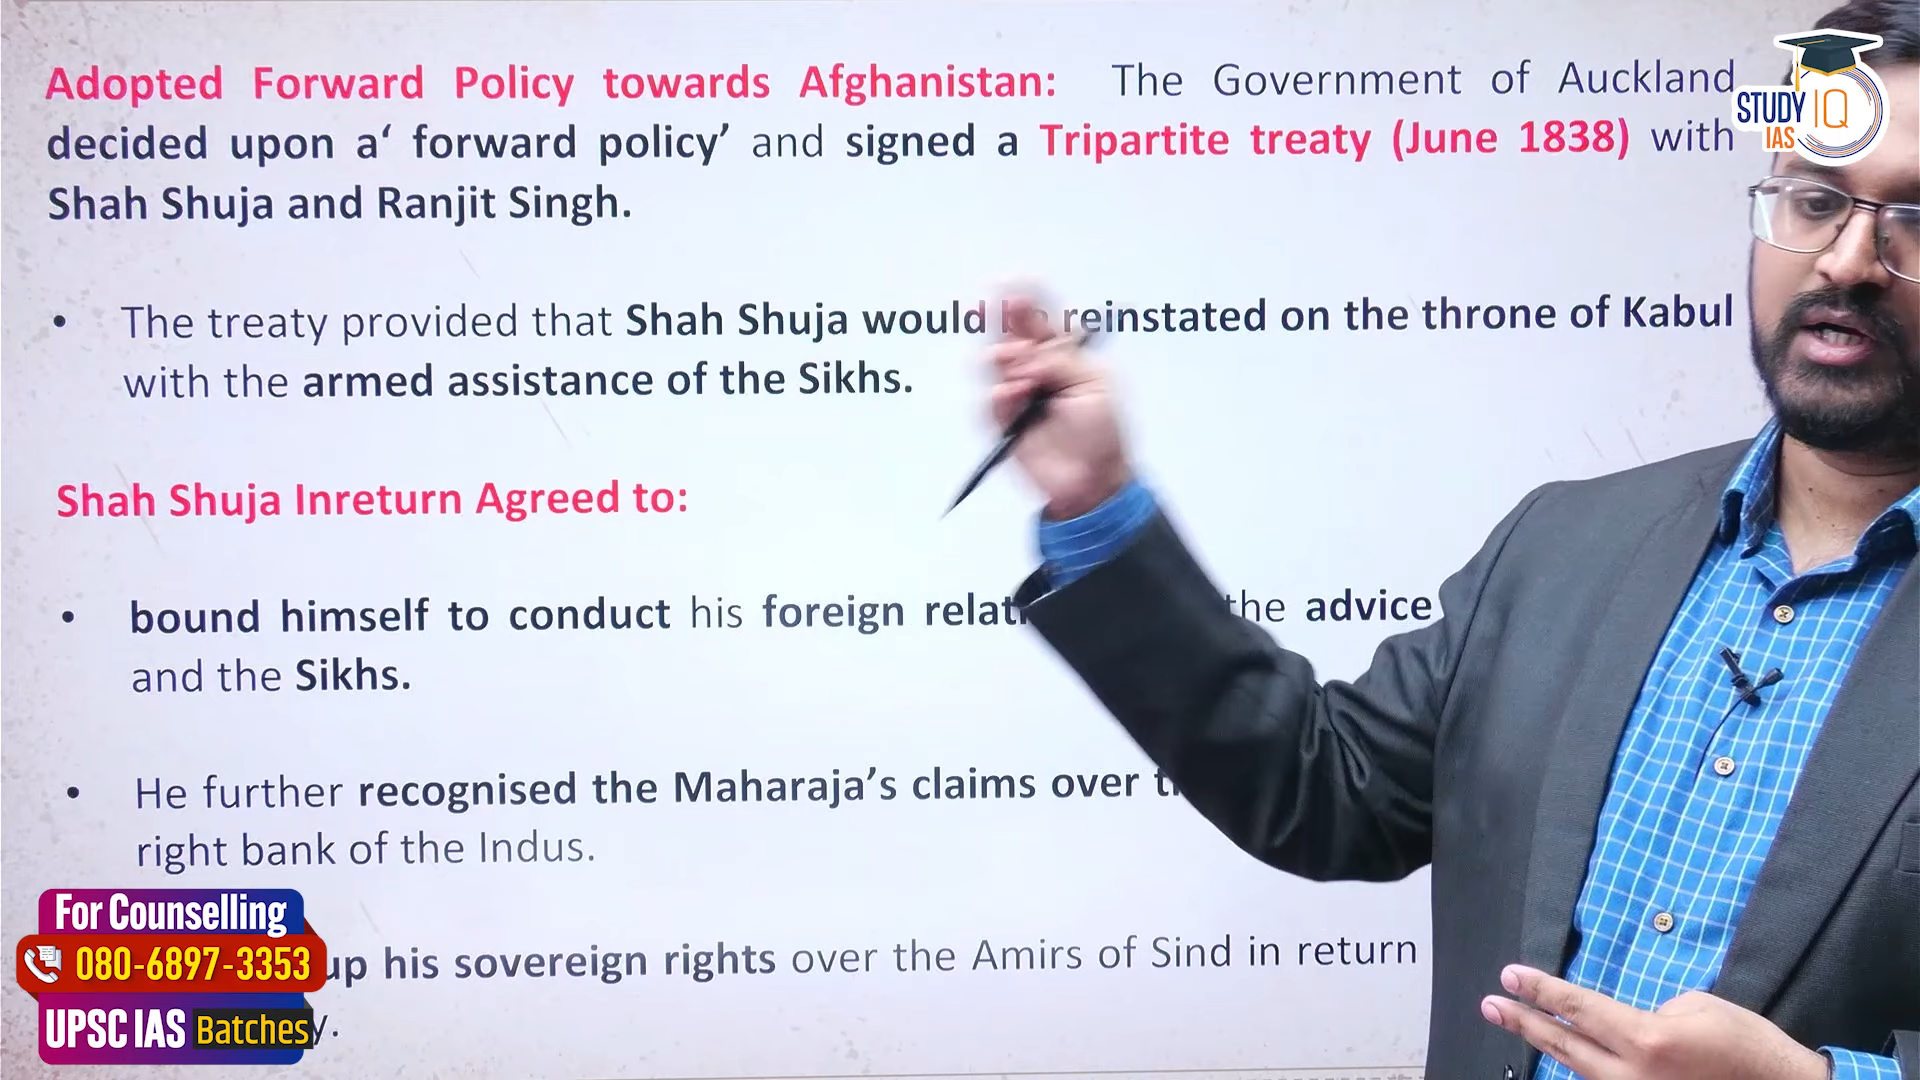 Adopted Forward Policy towards Afghanistan: The Government of Auckland
decided upon a‘ forward policy’ and signed a Tripartite treaty (June 1838) with
Shah Shuja and Ranjit Singh.
• The treaty provided that Shah Shuja would reinstated on the throne of Kabul
with the armed assistance of the Sikhs.
Shah Shuja Inreturn Agreed to:
• bound himself to conduct his foreign the advice
and the Sikhs.
• He further recognised the Maharaja’s claims over
right bank of the Indus.
up his sovereign rights over the Amirs of Sind in return
STUDY IQ
IAS
For Counselling
080-6897-3353
UPSC IAS Batches